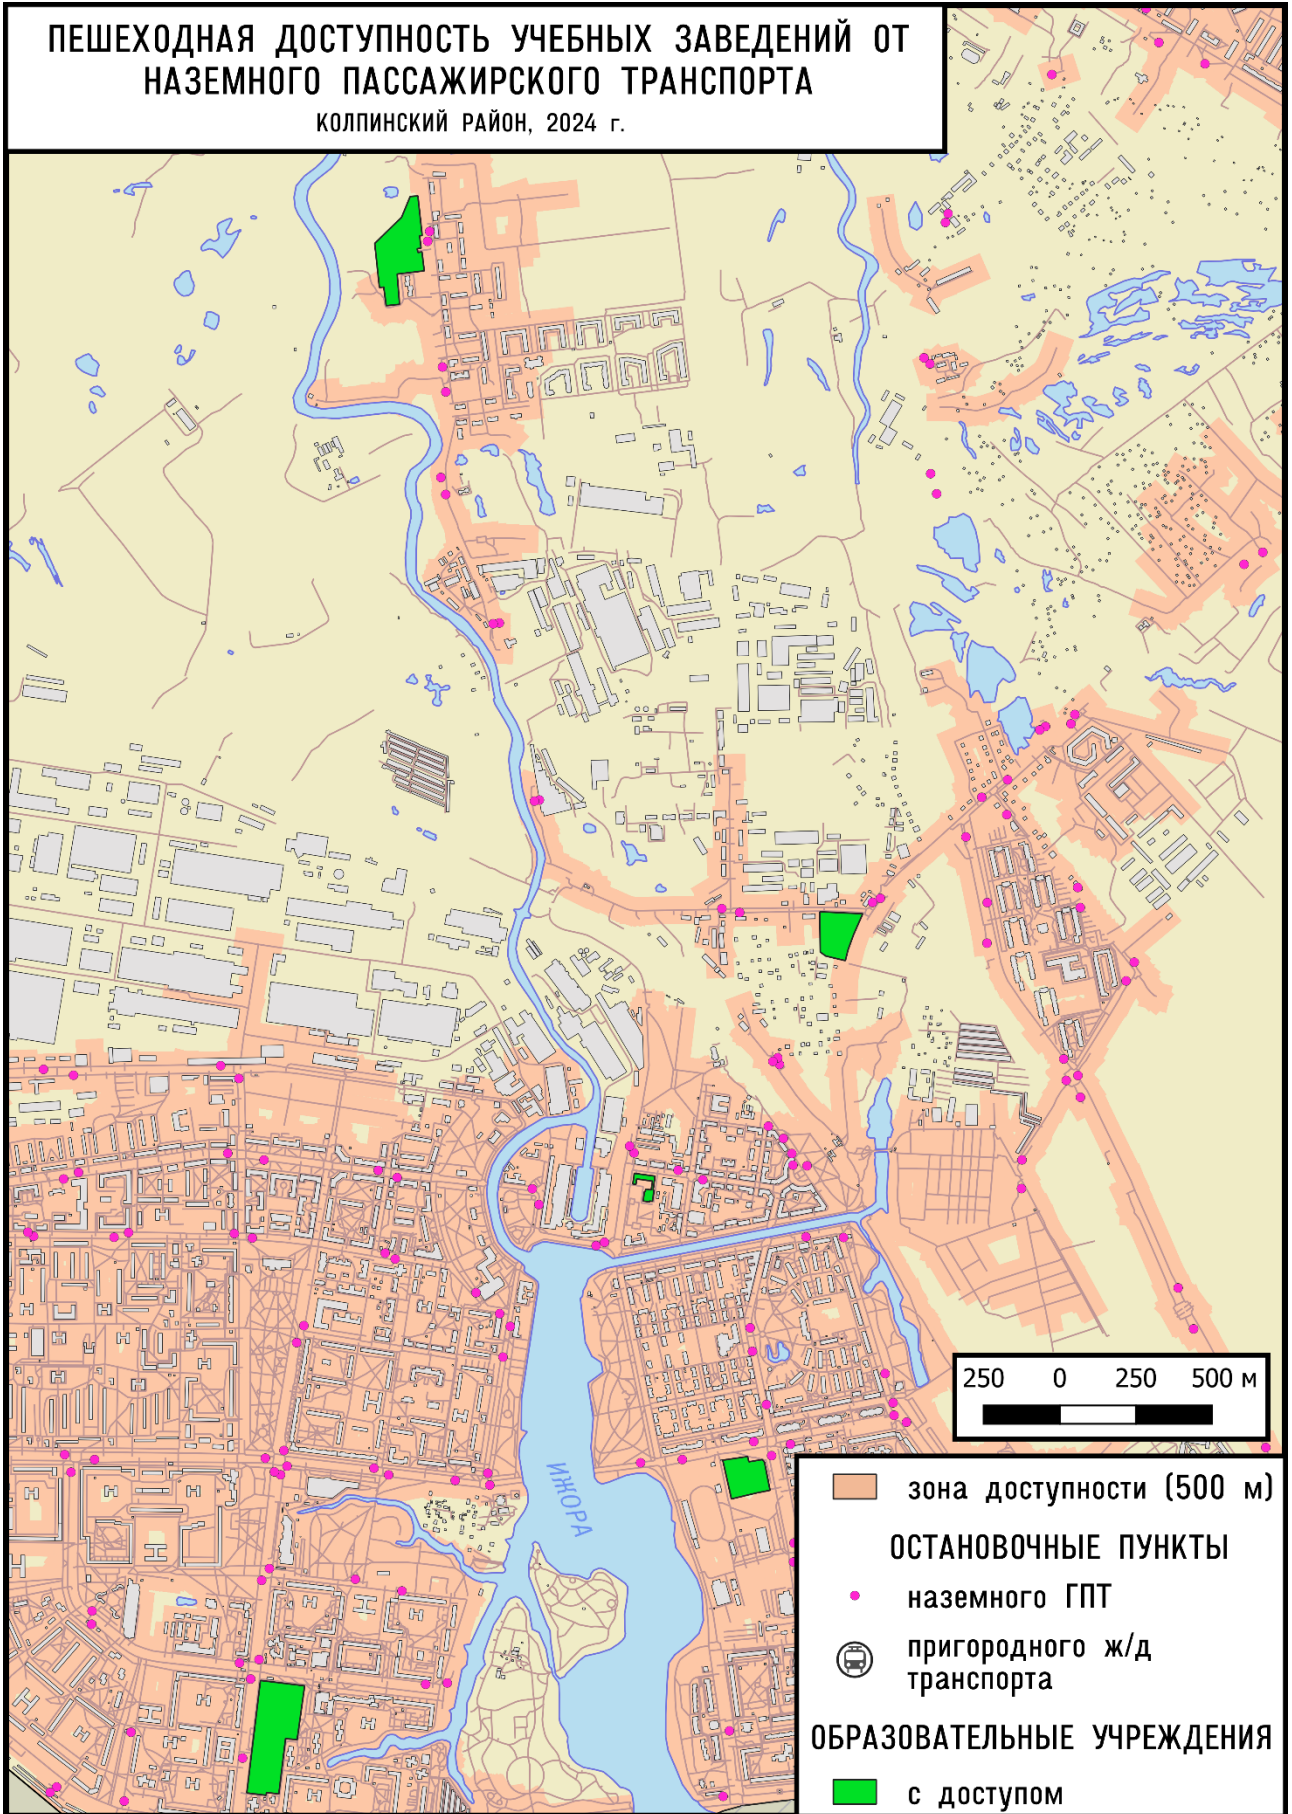 ПЕШЕХОДНАЯ ДОСТУПНОСТЬ УЧЕБНЫХ ЗАВЕДЕНИЙ ОТ
НАЗЕМНОГО ПАССАЖИРСКОГО ТРАНСПОРТА
КОЛПИНСКИЙ РАЙОН, 2024 г.
ИЖОРА
250 0 250 500 м
зона доступности (500 м)
ОСТАНОВОЧНЫЕ ПУНКТЫ
наземного ГПТ
пригородного ж/д
транспорта
ОБРАЗОВАТЕЛЬНЫЕ УЧРЕЖДЕНИЯ
с доступом